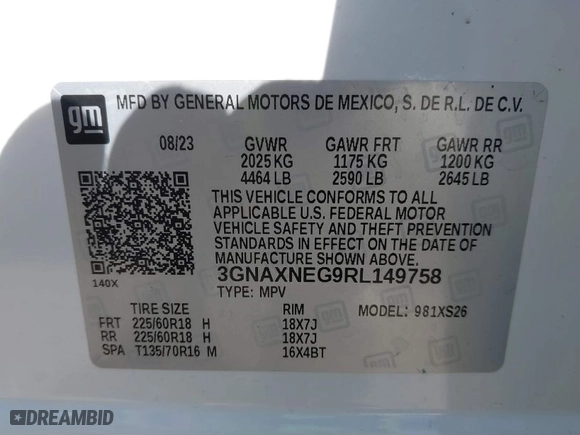 gm MFD BY GENERAL MOTORS DE MEXICO, S. DE R.L. DE C.V.
08/23 GVWR GAWR FRT GAWR RR
2025 KG 1175 KG 1200 KG
4464 LB 2590 LB 2645 LB
THIS VEHICLE CONFORMS TO ALL
APPLICABLE U.S. FEDERAL MOTOR
VEHICLE SAFETY AND THEFT PREVENTION
STANDARDS IN EFFECT ON THE DATE OF
MANUFACTURE SHOWN ABOVE.
3GNAXNEG9RL149758
140X
TYPE: MPV
TIRE SIZE RIM MODEL: 981XS26
FRT 225/60R18 H 18X7J
RR 225/60R18 H 18X7J
SPA T135/70R16 M 16X4BT
DREAMBID